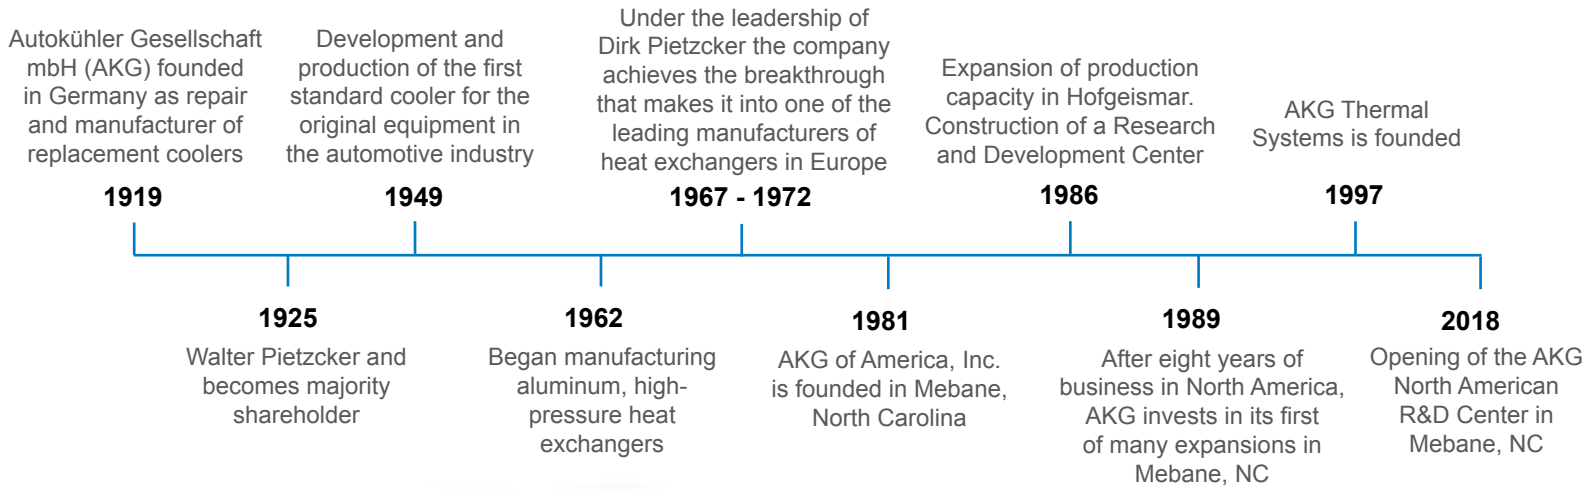 Autokühler Gesellschaft
mbH (AKG) founded
in Germany as repair
and manufacturer of
replacement coolers
1919
1925
Walter Pietzcker and
becomes majority
shareholder
Development and
production of the first
standard cooler for the
original equipment in
the automotive industry
1949
1962
Began manufacturing
aluminum, high-
pressure heat
exchangers
Under the leadership of
Dirk Pietzcker the company
achieves the breakthrough
that makes it into one of the
leading manufacturers of
heat exchangers in Europe
1967 - 1972
1981
AKG of America, Inc.
is founded in Mebane,
North Carolina
Expansion of production
capacity in Hofgeismar.
Construction of a Research
and Development Center
1986
1989
After eight years of
business in North America,
AKG invests in its first
of many expansions in
Mebane, NC
AKG Thermal
Systems is founded
1997
2018
Opening of the AKG
North American
R&D Center in
Mebane, NC